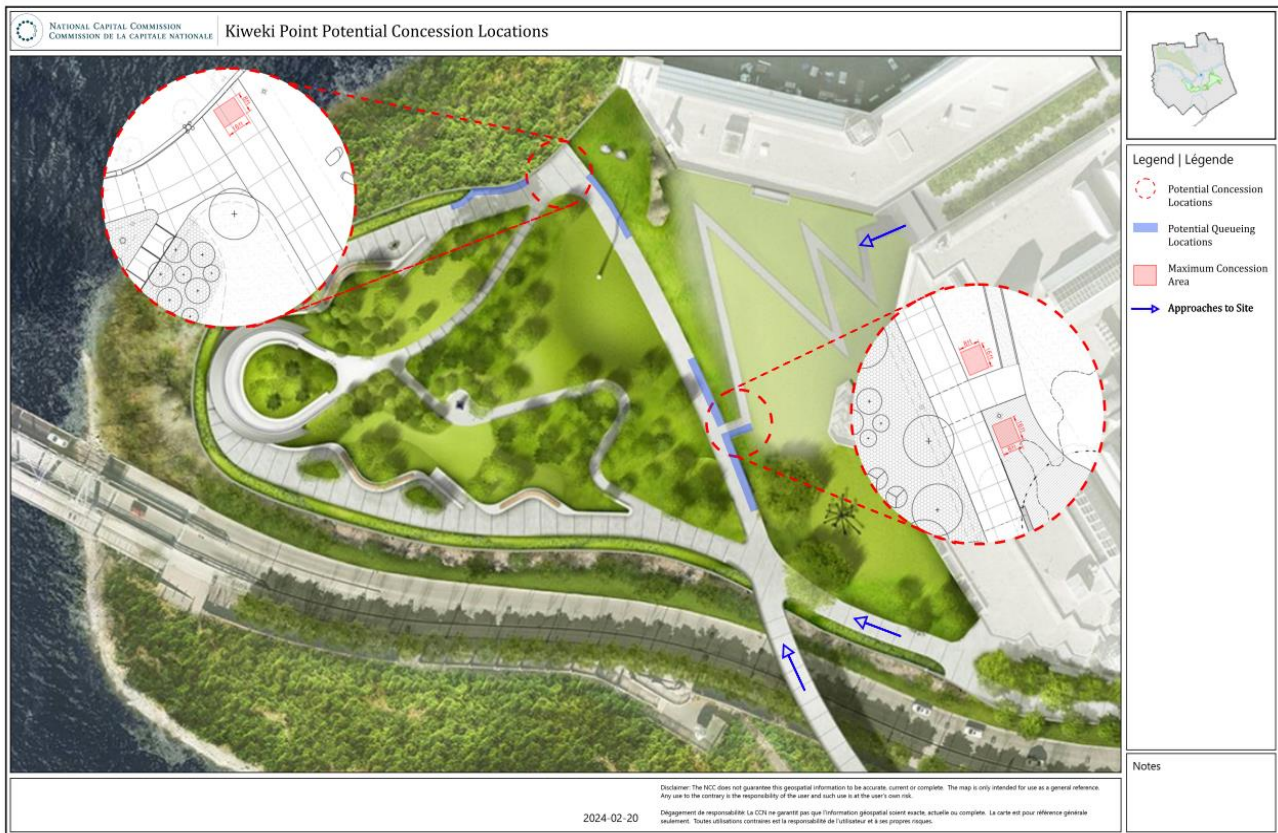 NATIONAL CAPITAL COMMISSION
COMMISSION DE LA CAPITALE NATIONALE
Kiweki Point Potential Concession Locations
Legend | Légende
Potential Concession
Locations
Potential Queueing
Locations
Maximum Concession
Area
Approaches to Site
Notes
2024-02-20
Disclaimer: The NCC does not guarantee this geospatial information to be accurate, current or complete. The map is only intended for use as a general reference.
Any use to the contrary is the responsibility of the user and such use is at the user's own risk.
Dégagement de responsabilité: La CCN ne garantit pas que l'information géospatial soient exacte, actuelle ou complete. La carte est pour référence générale
seulement. Toutes utilisations contraires est la responsabilité de l'utilisateur et à ses propres risques.